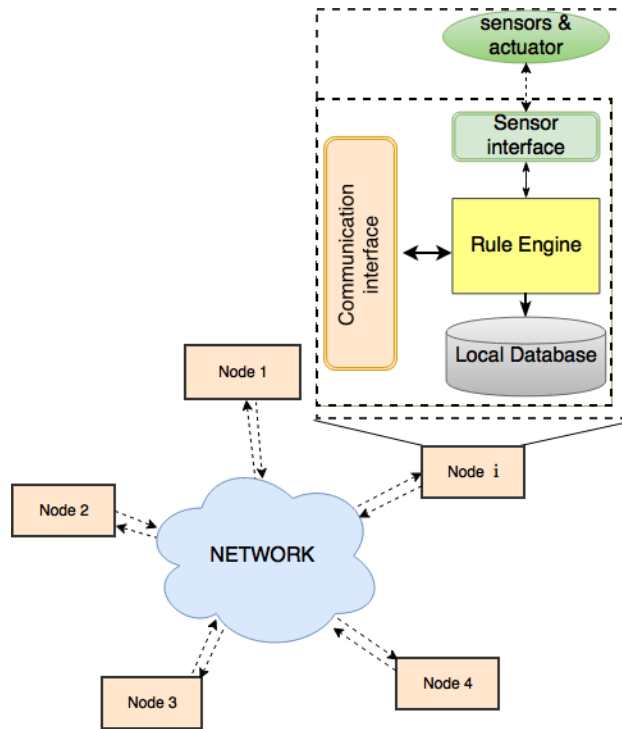 sensors &
actuator
Sensor
interface
Communication
interface
Rule Engine
Local Database
Node 1
Node i
Node 2
NETWORK
Node 3
Node 4